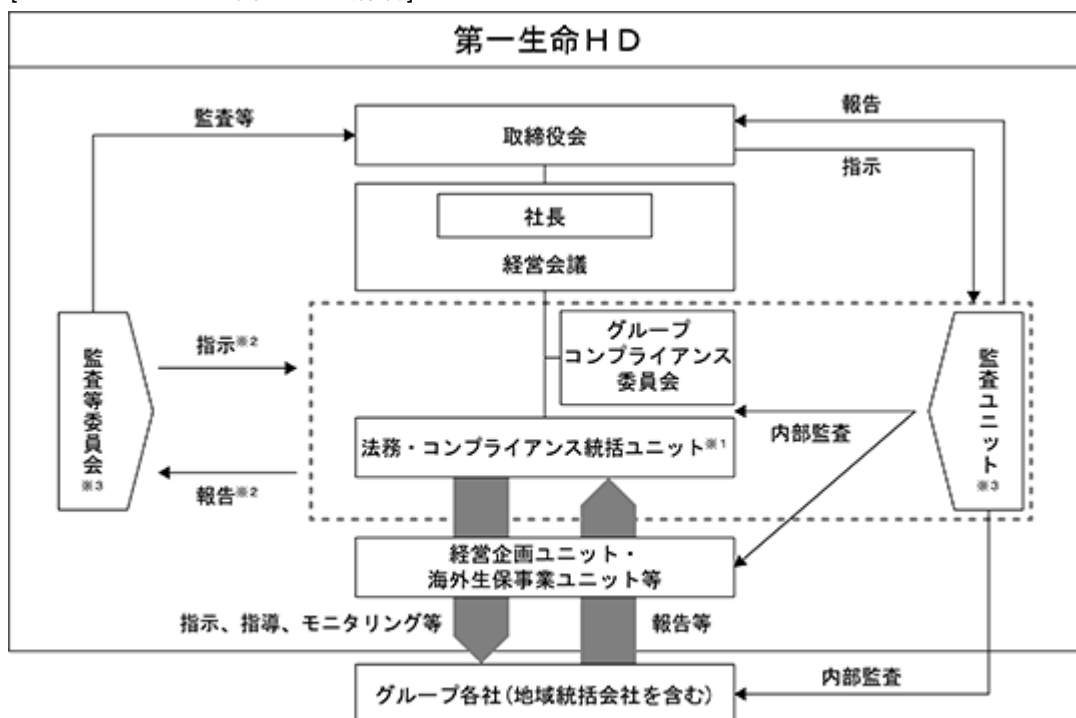 第一生命ＨＤ
監査等
取締役会
報告
指示
社長
経営会議
グループ
コンプライアンス
委員会
指示※2
監査等委員会※3
監査ユニット※3
内部監査
法務・コンプライアンス統括ユニット※1
報告※2
経営企画ユニット・
海外生保事業ユニット等
指示、指導、モニタリング等
報告等
内部監査
グループ各社（地域統括会社を含む）